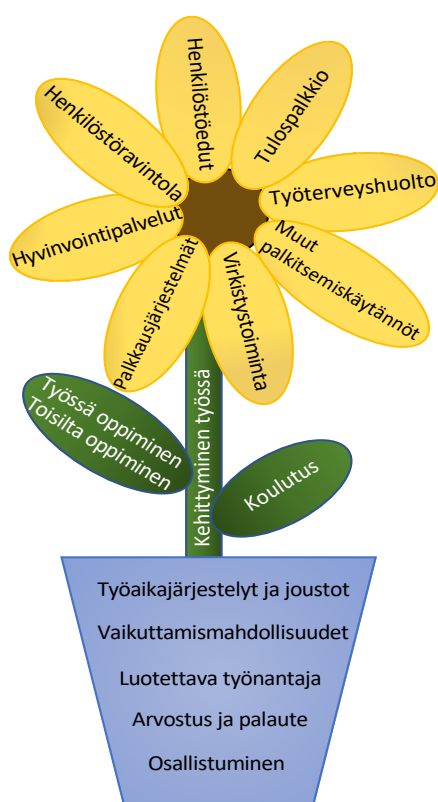 Henkilöstöedut
Tulospalkkio
Työterveyshuolto
Muut
palkitsemiskäytännöt
Virkistystoiminta
Palkkausjärjestelmät
Hyvinvointipalvelut
Henkilöstöravintola
Kehittyminen työssä
Työssä oppiminen
Toisilta oppiminen
Koulutus
Työaikajärjestelyt ja joustot
Vaikuttamismahdollisuudet
Luotettava työnantaja
Arvostus ja palaute
Osallistuminen